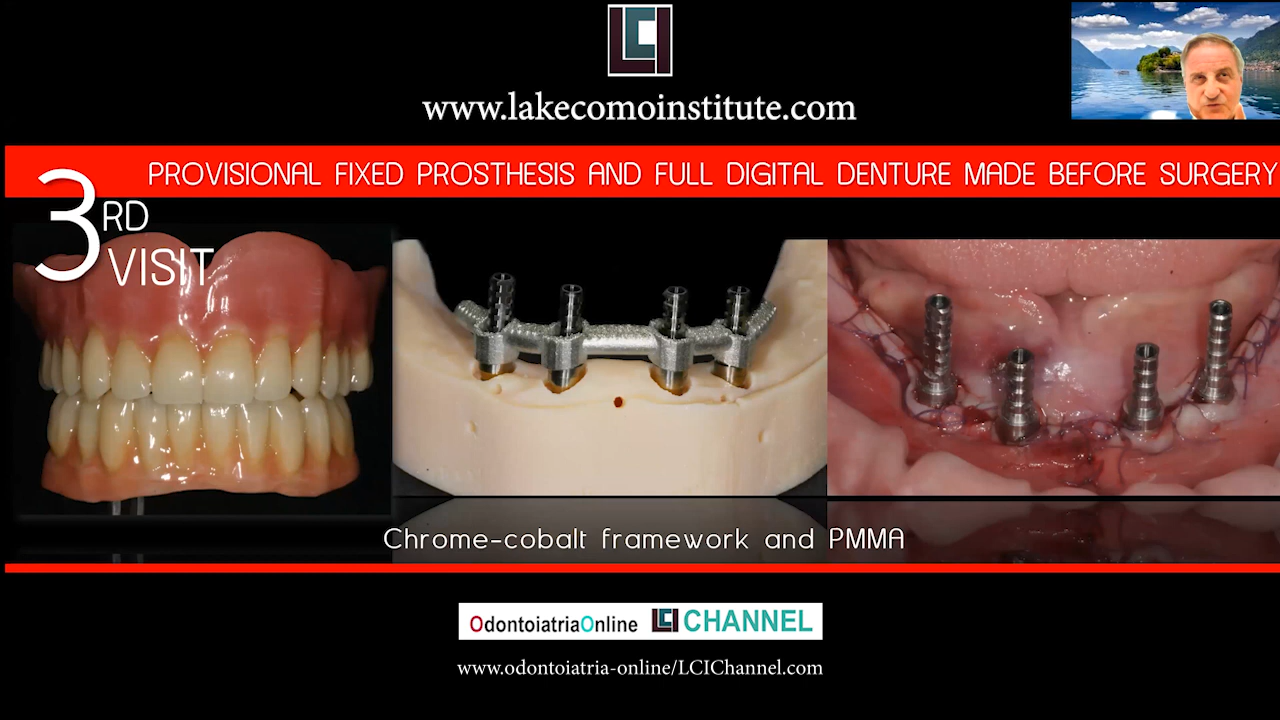 LCI
www.lakecomoinstitute.com
PROVISIONAL FIXED PROSTHESIS AND FULL DIGITAL DENTURE MADE BEFORE SURGERY
3RD
VISIT
Chrome-cobalt framework and PMMA
OdontoiatriaOnline LCI CHANNEL
www.odontoiatria-online/LCIChannel.com